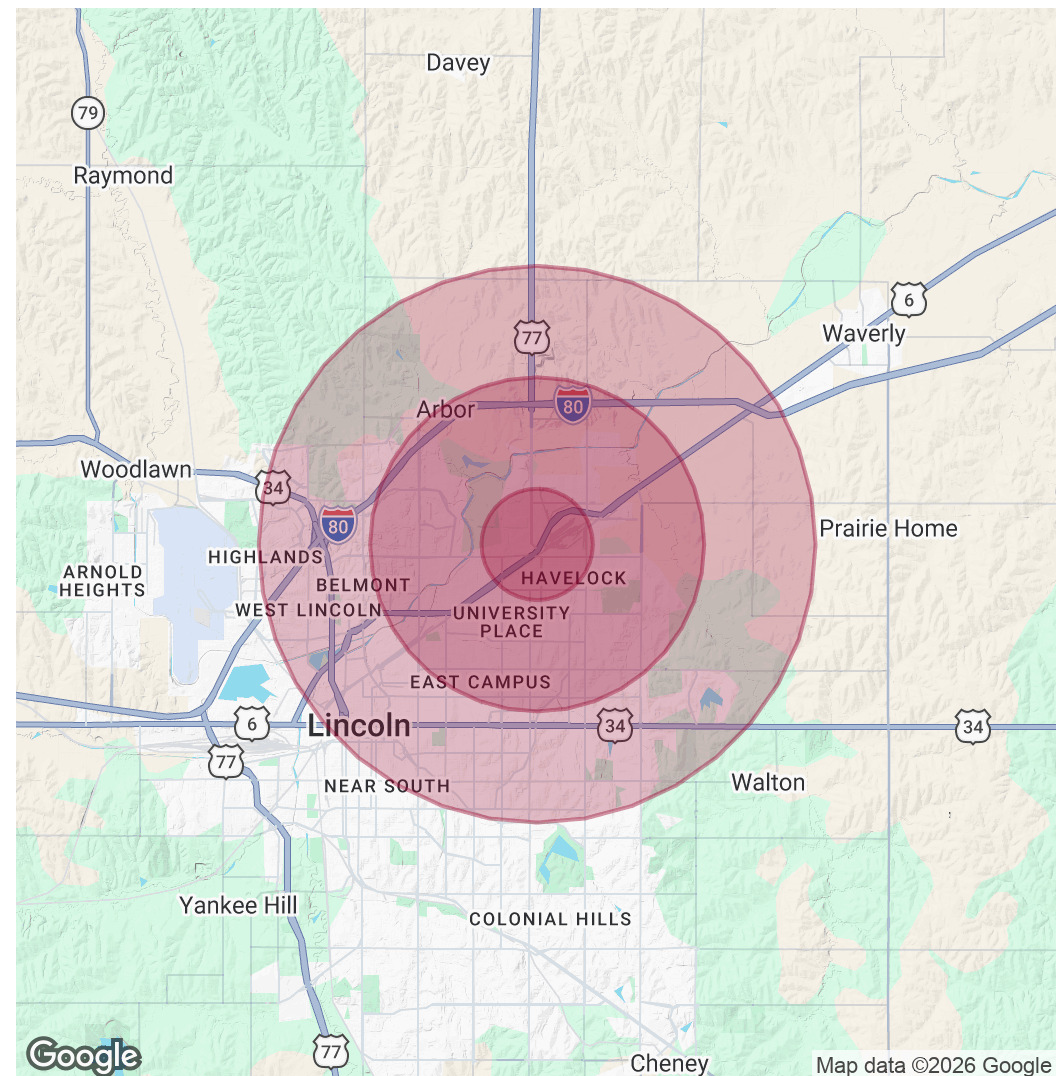 Davey
79
Raymond
6
77
Waverly
Arbor
80
Woodlawn
34
80
Prairie Home
HIGHLANDS
ARNOLD
HEIGHTS
BELMONT
HAVELOCK
WEST LINCOLN
UNIVERSITY
PLACE
EAST CAMPUS
6
Lincoln
34
34
77
NEAR SOUTH
Walton
Yankee Hill
COLONIAL HILLS
77
Cheney
Google
Map data ©2026 Google